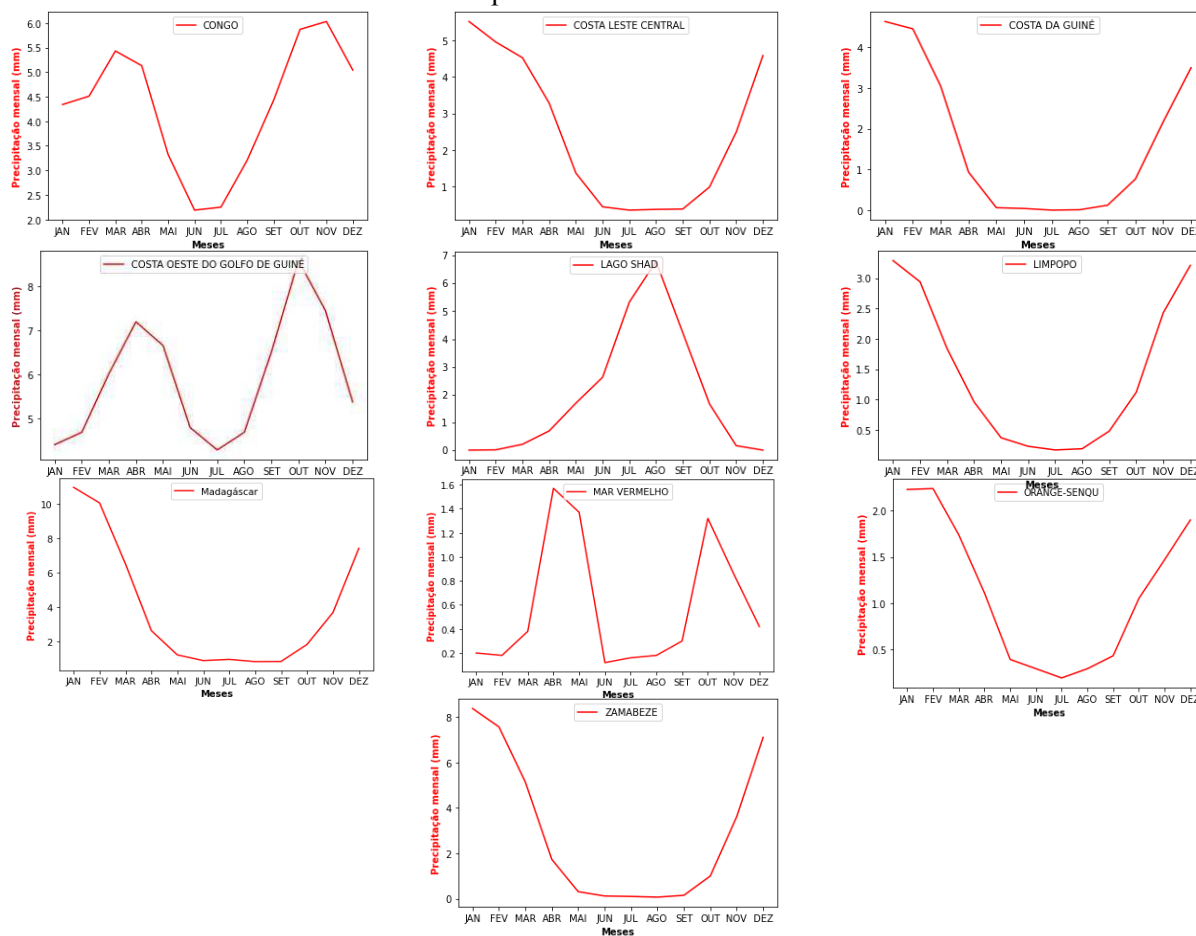 CONGO
Precipitação mensal (mm)
6.0
5.5
5.0
4.5
4.0
3.5
3.0
2.5
2.0
JAN FEV MAR ABR MAI JUN JUL AGO SET OUT NOV DEZ
Meses
COSTA LESTE CENTRAL
Precipitação mensal (mm)
5
4
3
2
1
JAN FEV MAR ABR MAI JUN JUL AGO SET OUT NOV DEZ
Meses
COSTA DA GUINÉ
Precipitação mensal (mm)
4
3
2
1
0
JAN FEV MAR ABR MAI JUN JUL AGO SET OUT NOV DEZ
Meses
COSTA OESTE DO GOLFO DE GUINÉ
Precipitação mensal (mm)
8
7
6
5
JAN FEV MAR ABR MAI JUN JUL AGO SET OUT NOV DEZ
LAGO SHAD
Precipitação mensal (mm)
7
6
5
4
3
2
1
0
JAN FEV MAR ABR MAI JUN JUL AGO SET OUT NOV DEZ
LIMPOPO
Precipitação mensal (mm)
3.0
2.5
2.0
1.5
1.0
0.5
JAN FEV MAR ABR MAI JUN JUL AGO SET OUT NOV DEZ
Meses
Madagáscar
Precipitação mensal (mm)
10
8
6
4
2
JAN FEV MAR ABR MAI JUN JUL AGO SET OUT NOV DEZ
Meses
MAR VERMELHO
Precipitação mensal (mm)
1.6
1.4
1.2
1.0
0.8
0.6
0.4
0.2
JAN FEV MAR ABR MAI JUN JUL AGO SET OUT NOV DEZ
Meses
ORANGE-SENQU
Precipitação mensal (mm)
2.0
1.5
1.0
0.5
JAN FEV MAR ABR MAI JUN JUL AGO SET OUT NOV DEZ
Meses
ZAMABEZE
Precipitação mensal (mm)
8
6
4
2
0
JAN FEV MAR ABR MAI JUN JUL AGO SET OUT NOV DEZ
Meses